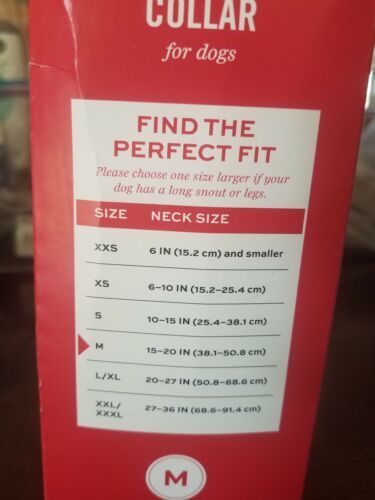 COLLAR
for dogs
FIND THE
PERFECT FIT
Please choose one size larger if your
dog has a long snout or legs.
SIZE NECK SIZE
XXS 6 IN (15.2 cm) and smaller
XS 6–10 IN (15.2–25.4 cm)
S 10–15 IN (25.4–38.1 cm)
M 15–20 IN (38.1–50.8 cm)
L/XL 20–27 IN (50.8–68.6 cm)
XXL/
XXXL 27–36 IN (68.6–91.4 cm)
M